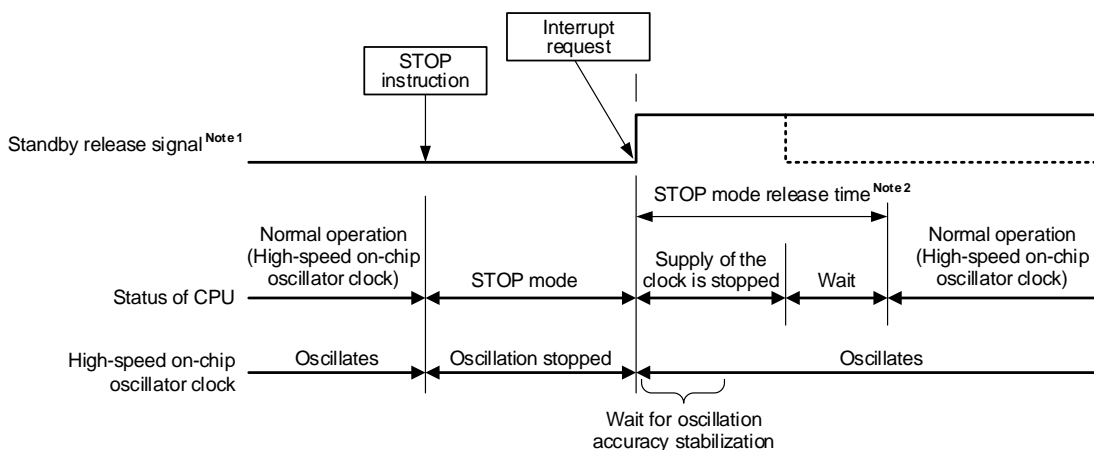 Interrupt
request
STOP
instruction
Standby release signal Note 1
STOP mode release time Note 2
Normal operation
(High-speed on-chip
oscillator clock)
Supply of the
clock is stopped
Normal operation
(High-speed on-chip
oscillator clock)
Status of CPU
STOP mode
Wait
High-speed on-chip
oscillator clock
Oscillates
Oscillation stopped
Oscillates
Wait for oscillation
accuracy stabilization